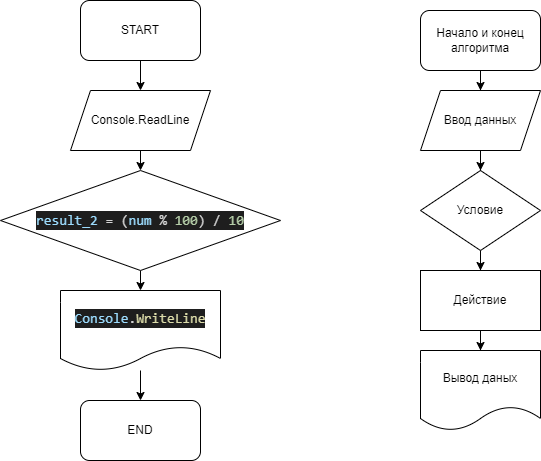 START
Console.ReadLine
result_2 = (num % 100) / 10
Console.WriteLine
END
Начало и конец
алгоритма
Ввод данных
Условие
Действие
Вывод даных